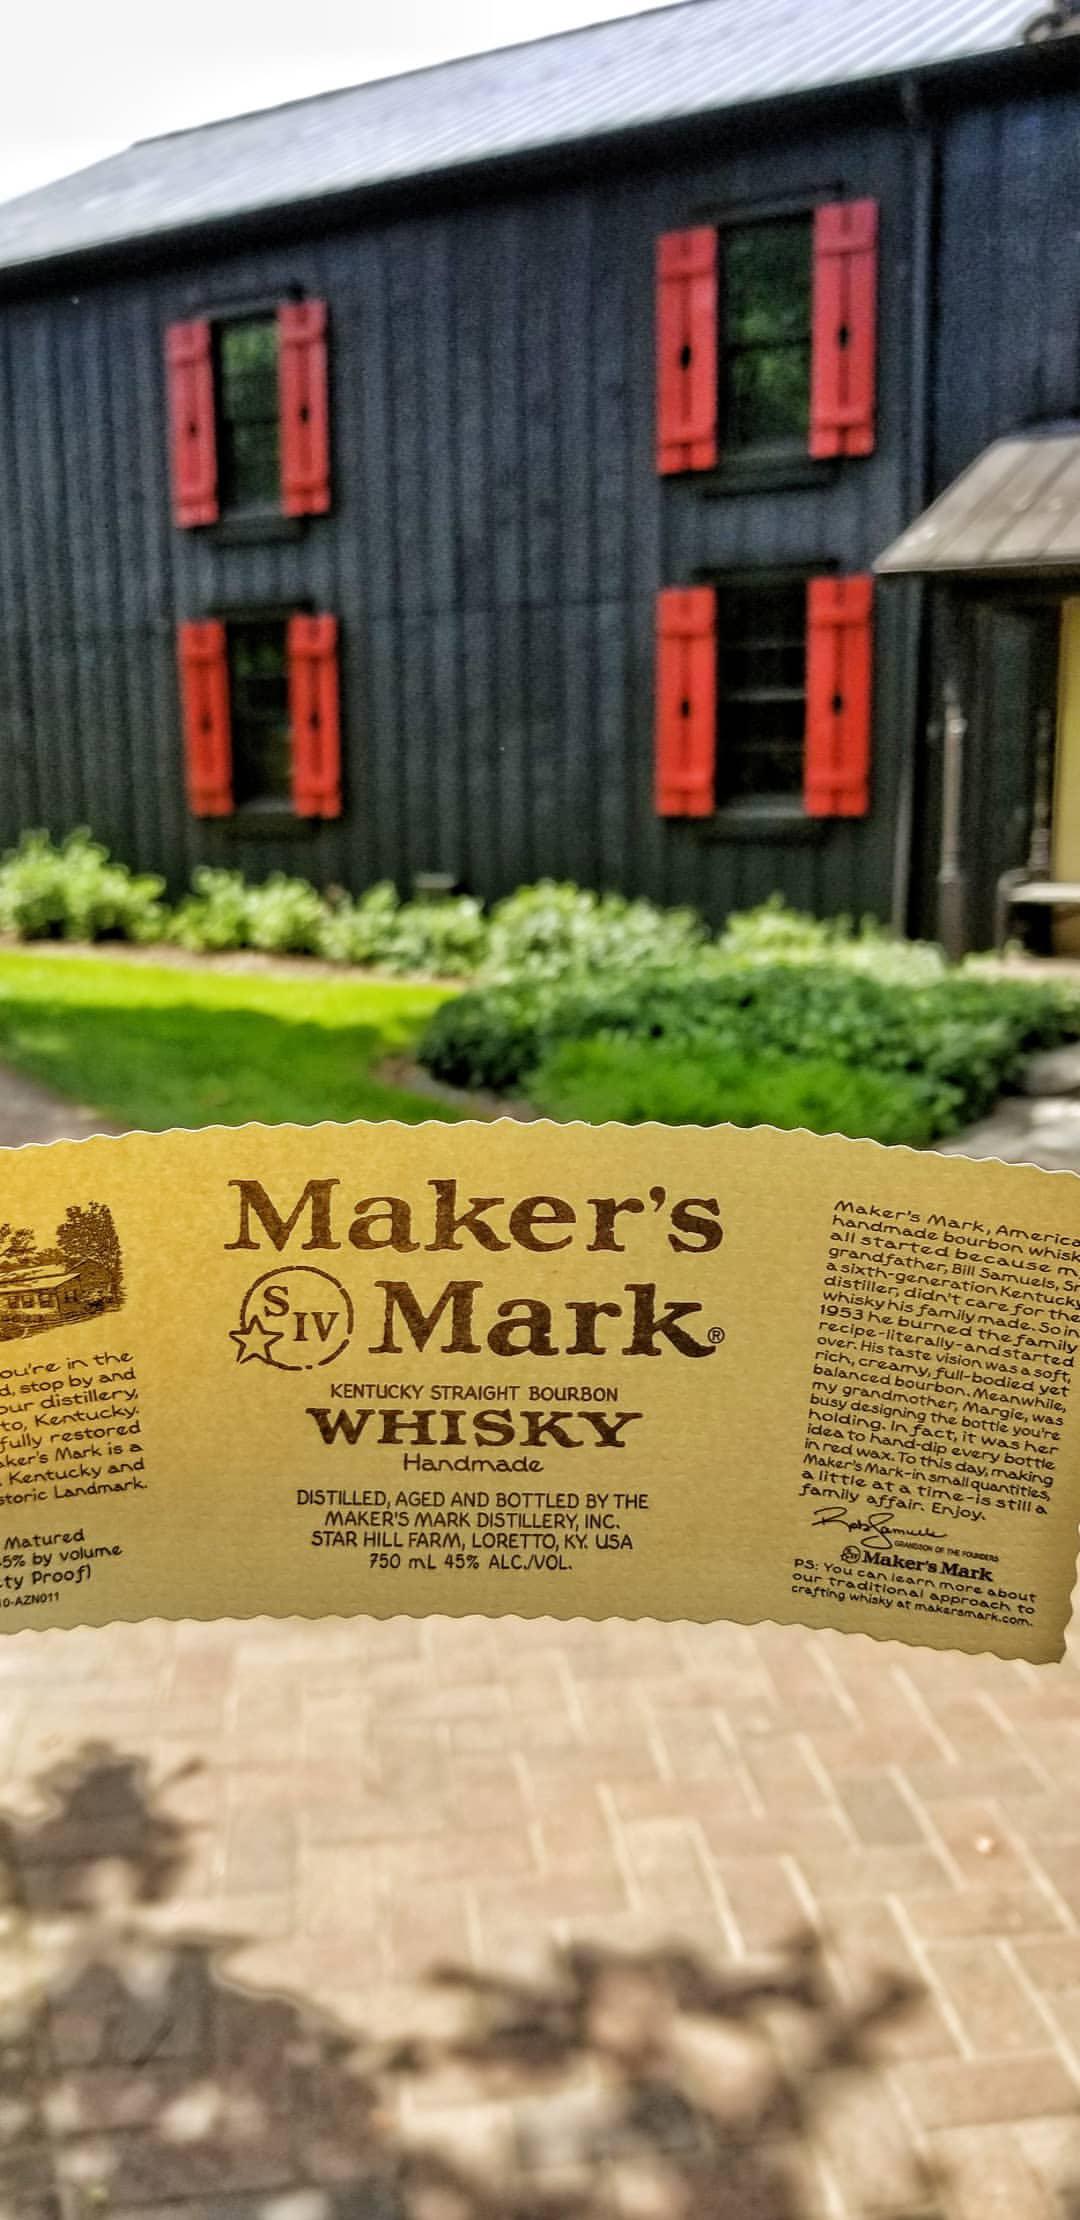 ou're in the
d, stop by and
our distillery,
to, Kentucky.
fully restored
aker's Mark is a
Kentucky and
storic Landmark.
Matured
5% by volume
ty Proof)
0-AZN011
Maker's
SIV Mark®
KENTUCKY STRAIGHT BOURBON
WHISKY
Handmade
DISTILLED, AGED AND BOTTLED BY THE
MAKER'S MARK DISTILLERY, INC.
STAR HILL FARM, LORETTO, KY. USA
750 mL 45% ALC./VOL.
Maker's Mark, America
handmade bourbon whisk
all started because m
grandfather, Bill Samuels, Sr
a sixth-generation Kentucky
distiller, didn't care for the
whisky his family made. So in
1953 he burned the family
recipe-literally-and started
over. His taste vision was a soft,
rich, creamy, full-bodied yet
balanced bourbon. Meanwhile,
my grandmother, Margie, was
busy designing the bottle you're
holding. In fact, it was her
idea to hand-dip every bottle
in red wax. To this day, making
Maker's Mark-in small quantities,
a little at a time-is still a
family affair. Enjoy.
Rob Samuels
GRANDSON OF THE FOUNDERS
SIV Maker's Mark
PS: You can learn more about
our traditional approach to
crafting whisky at makersmark.com.